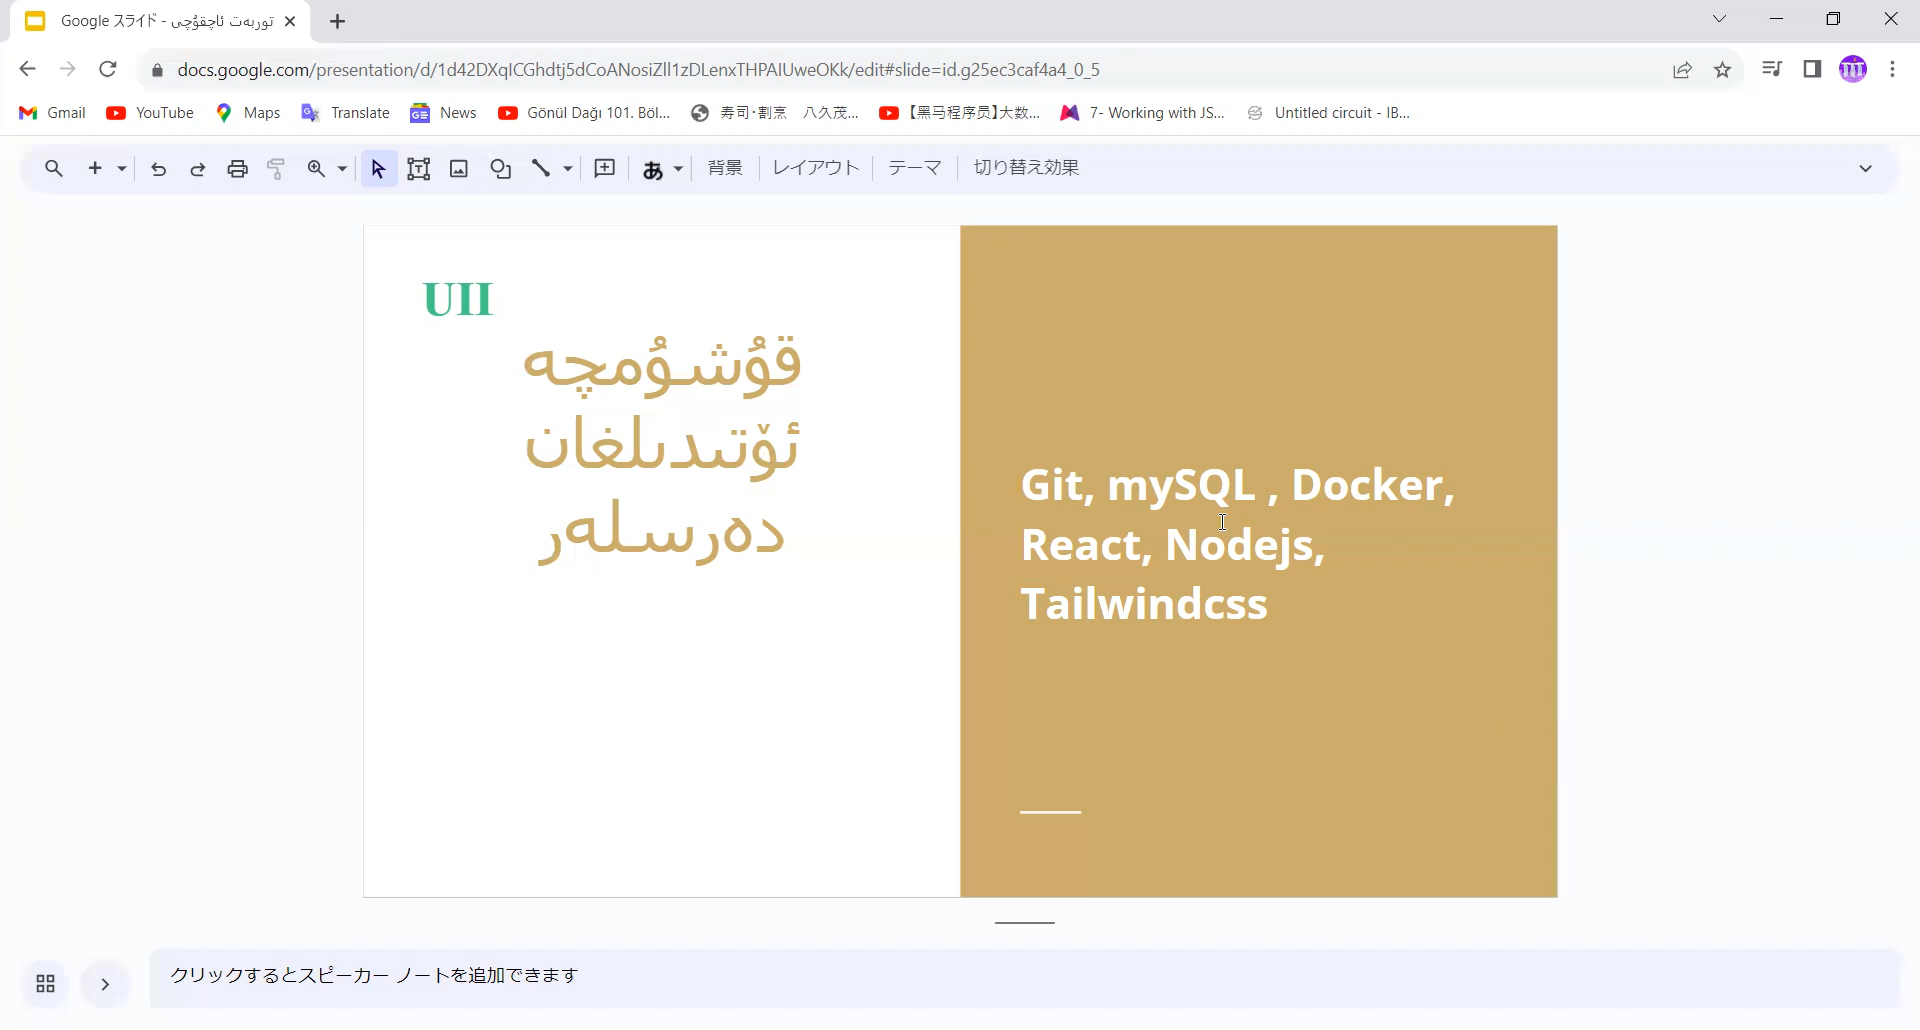 Google スライド - توربەت ئاچقۇچى
docs.google.com/presentation/d/1d42DXqICGhdtj5dCoANosiZll1zDLenxTHPAIUweOKk/edit#slide=id.g25ec3caf4a4_0_5
Gmail YouTube Maps Translate News Gönül Dağı 101. Böl... 寿司·割烹 八久茂... 【黑马程序员】大数... 7- Working with JS... Untitled circuit - IB...
あ 背景 レイアウト テーマ 切り替え効果
UII
قۇشۇمچە
ئۆتىدىلغان
دەرسلەر
Git, mySQL , Docker,
React, Nodejs,
Tailwindcss
クリックするとスピーカー ノートを追加できます